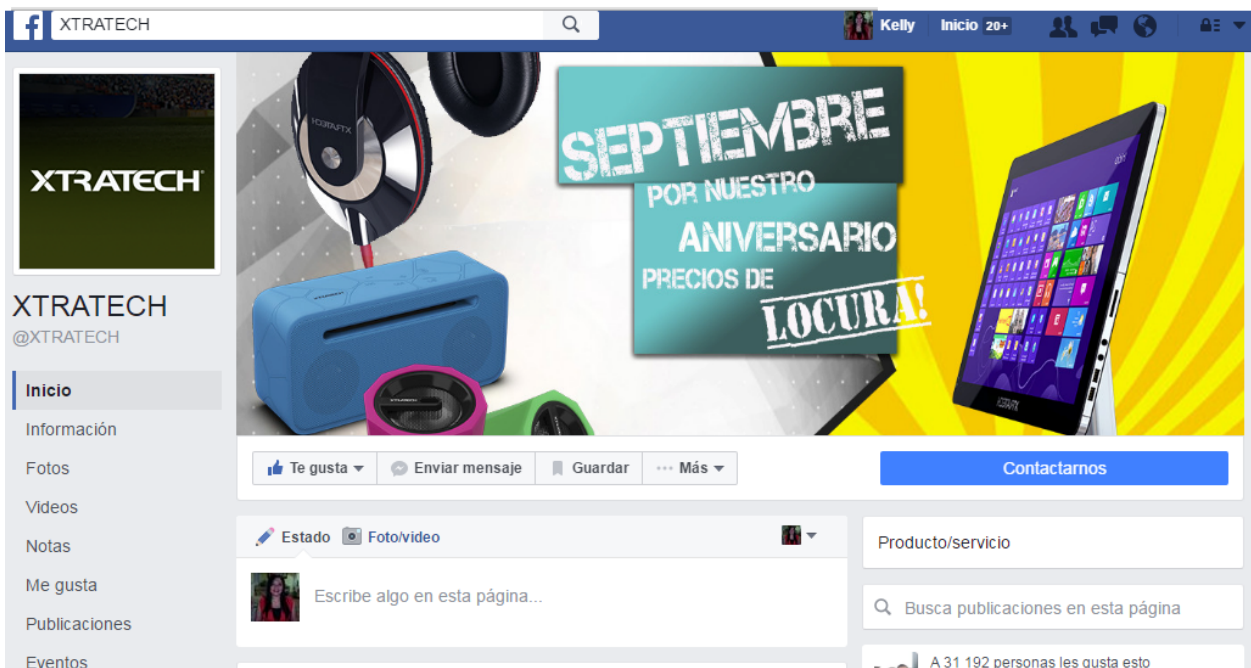 XTRATECH
Kelly
Inicio 20+
XTRATECH
SEPTIEMBRE
POR NUESTRO
ANIVERSARIO
PRECIOS DE
LOCURA!
XTRATECH
@XTRATECH
Inicio
Información
Fotos
Videos
Notas
Me gusta
Publicaciones
Eventos
Te gusta
Enviar mensaje
Guardar
Más
Contactarnos
Estado
Foto/video
Escribe algo en esta página...
Producto/servicio
Busca publicaciones en esta página
A 31 192 personas les gusta esto